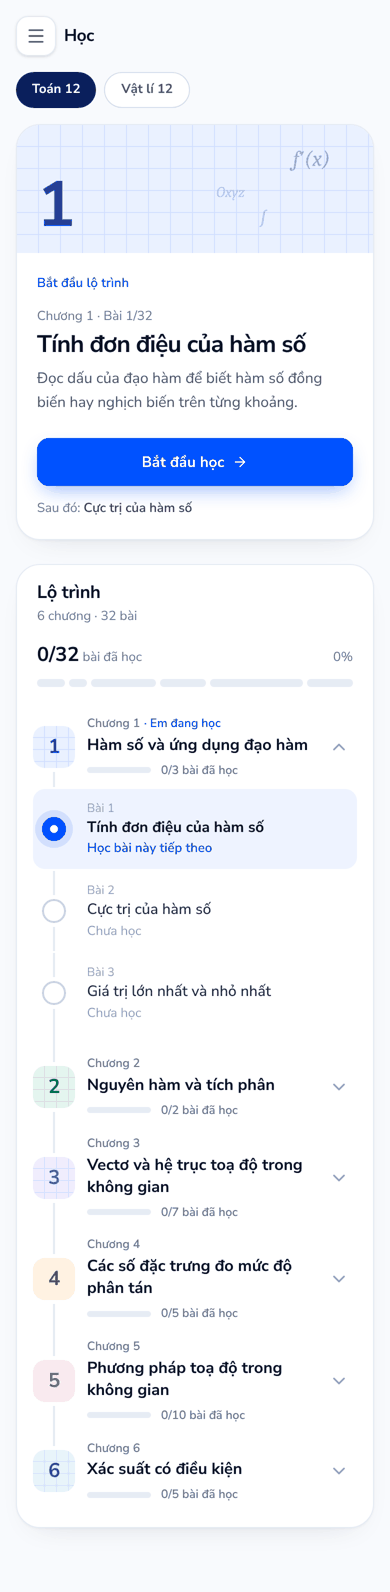 Học
Toán 12
Vật lí 12
f'(x)
Oxyz
∫
1
Bắt đầu lộ trình
Chương 1 · Bài 1/32
Tính đơn điệu của hàm số
Đọc dấu của đạo hàm để biết hàm số đồng
biến hay nghịch biến trên từng khoảng.
Bắt đầu học →
Sau đó: Cực trị của hàm số
Lộ trình
6 chương · 32 bài
0/32 bài đã học
0%
Chương 1 · Em đang học
1
Hàm số và ứng dụng đạo hàm
0/3 bài đã học
Bài 1
Tính đơn điệu của hàm số
Học bài này tiếp theo
Bài 2
Cực trị của hàm số
Chưa học
Bài 3
Giá trị lớn nhất và nhỏ nhất
Chưa học
Chương 2
2
Nguyên hàm và tích phân
0/2 bài đã học
Chương 3
3
Vectơ và hệ trục toạ độ trong
không gian
0/7 bài đã học
Chương 4
4
Các số đặc trưng đo mức độ
phân tán
0/5 bài đã học
Chương 5
5
Phương pháp toạ độ trong
không gian
0/10 bài đã học
Chương 6
6
Xác suất có điều kiện
0/5 bài đã học